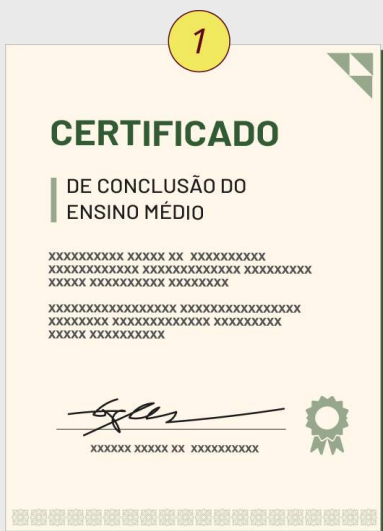 1
CERTIFICADO
DE CONCLUSÃO DO
ENSINO MÉDIO
XXXXXXXXXX XXXXX XX XXXXXXXXXX
XXXXXXXXXXXX XXXXXXXXXXXXX XXXXXXXXX
XXXXX XXXXXXXXXX XXXXXXXX
XXXXXXXXXXXXXXXXX XXXXXXXXXXXXXXXX
XXXXXXXX XXXXXXXXXXXXX XXXXXXXXX
XXXXX XXXXXXXXXX
XXXXXX XXXXX XX XXXXXXXXXX